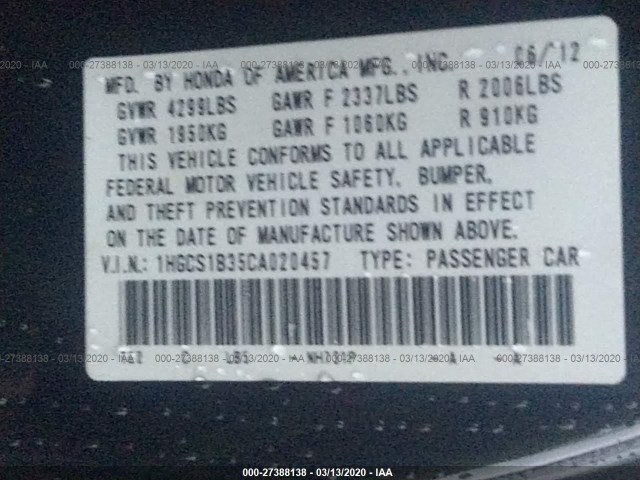 000-27388138 - 03/13/2020 - IAA
MFD. BY HONDA OF AMERICA MFG., INC. 06/12
GVWR 4299LBS GAWR F 2337LBS R 2006LBS
GVWR 1950KG GAWR F 1060KG R 910KG
THIS VEHICLE CONFORMS TO ALL APPLICABLE
FEDERAL MOTOR VEHICLE SAFETY, BUMPER,
AND THEFT PREVENTION STANDARDS IN EFFECT
ON THE DATE OF MANUFACTURE SHOWN ABOVE.
V.I.N.: 1HGCS1B35CA020457 TYPE: PASSENGER CAR
000-27388138 - 03/13/2020 - IAA